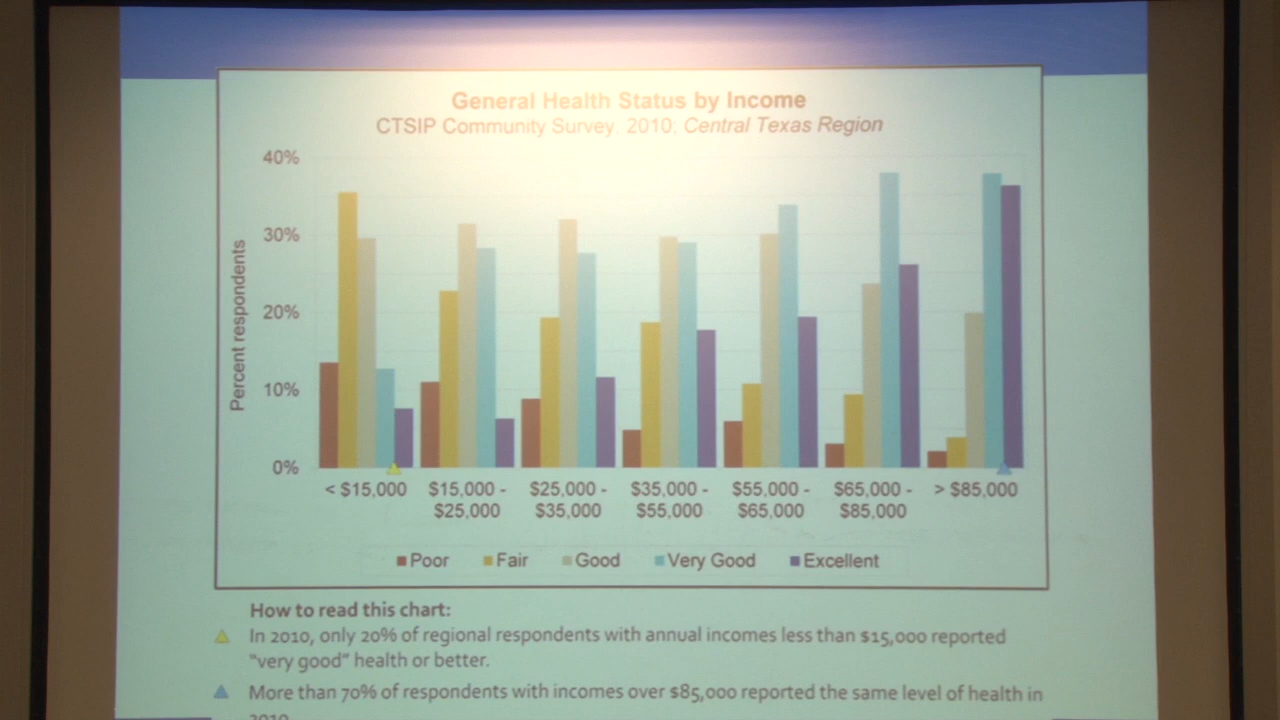 General Health Status by Income
CTSIP Community Survey, 2010; Central Texas Region
Percent respondents
40%
30%
20%
10%
0%
< $15,000
$15,000 -
$25,000
$25,000 -
$35,000
$35,000 -
$55,000
$55,000 -
$65,000
$65,000 -
$85,000
> $85,000
Poor Fair Good Very Good Excellent
How to read this chart:
In 2010, only 20% of regional respondents with annual incomes less than $15,000 reported
"very good" health or better.
More than 70% of respondents with incomes over $85,000 reported the same level of health in
2010.